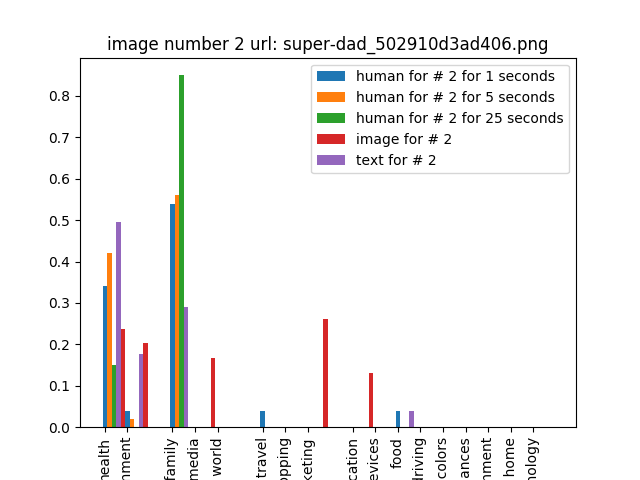 image number 2 url: super-dad_502910d3ad406.png
human for # 2 for 1 seconds
human for # 2 for 5 seconds
human for # 2 for 25 seconds
image for # 2
text for # 2
0.8
0.7
0.6
0.5
0.4
0.3
0.2
0.1
0.0
family
media
world
travel
food
driving
colors
home